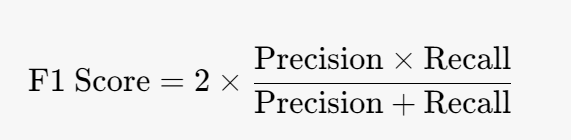 F1 Score = 2 × Precision × Recall / Precision + Recall